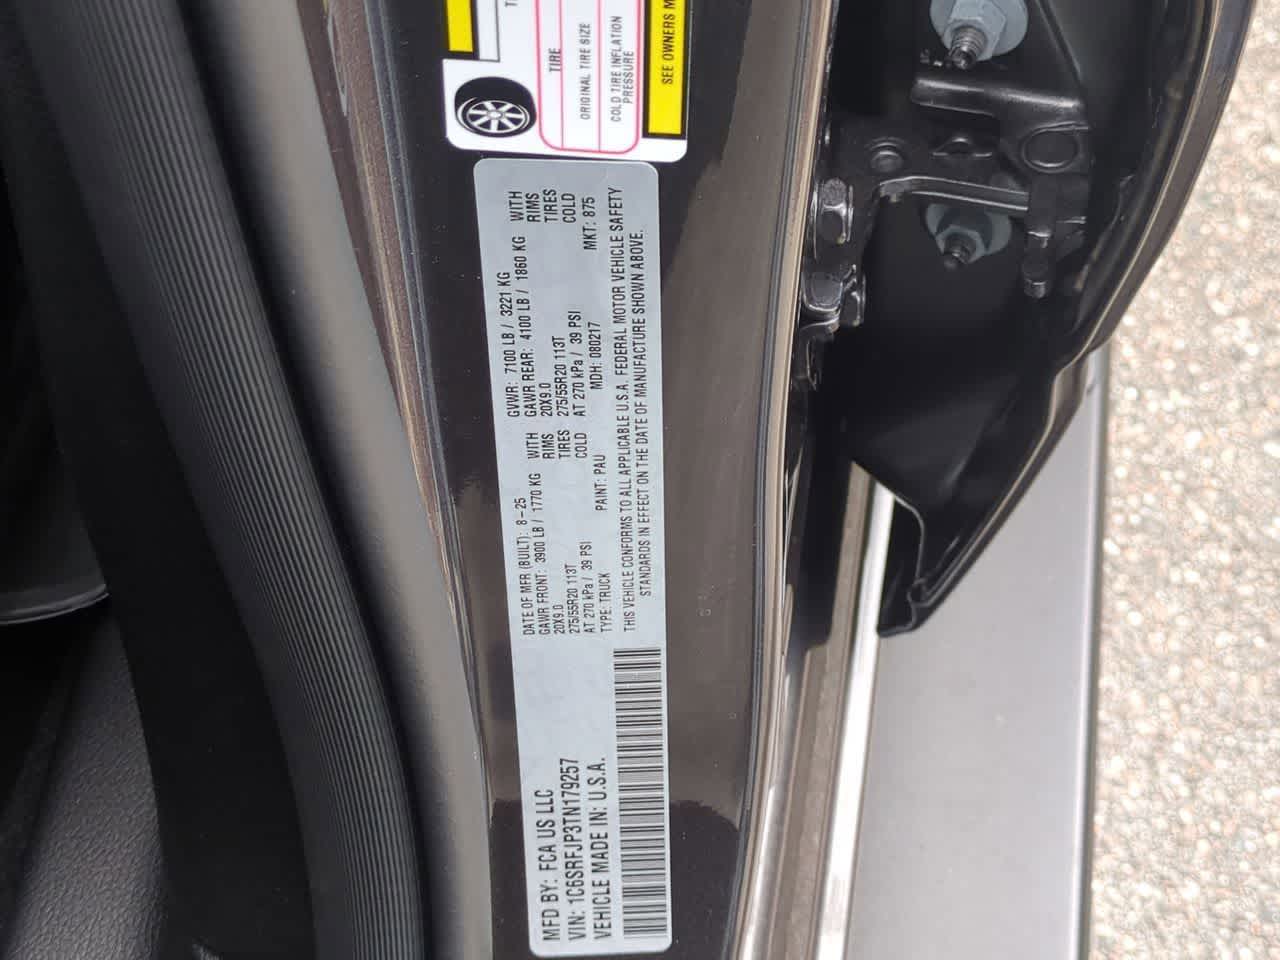 TIRE
ORIGINAL TIRE SIZE
COLD TIRE INFLATION
PRESSURE
SEE OWNERS
MFD BY: FCA US LLC
VIN: 1C6SRFJP3TN179257
VEHICLE MADE IN: U.S.A.
DATE OF MFR (BUILT): 8-25
GAWR FRONT: 3900 LB / 1770 KG WITH
20X9.0 RIMS
275/55R20 113T TIRES
AT 270 kPa / 39 PSI COLD
GVWR: 7100 LB / 3221 KG
GAWR REAR: 4100 LB / 1860 KG WITH
20X9.0 RIMS
275/55R20 113T TIRES
AT 270 kPa / 39 PSI COLD
TYPE: TRUCK PAINT: PAU MDH: 080217 MKT: 875
THIS VEHICLE CONFORMS TO ALL APPLICABLE U.S.A. FEDERAL MOTOR VEHICLE SAFETY
STANDARDS IN EFFECT ON THE DATE OF MANUFACTURE SHOWN ABOVE.